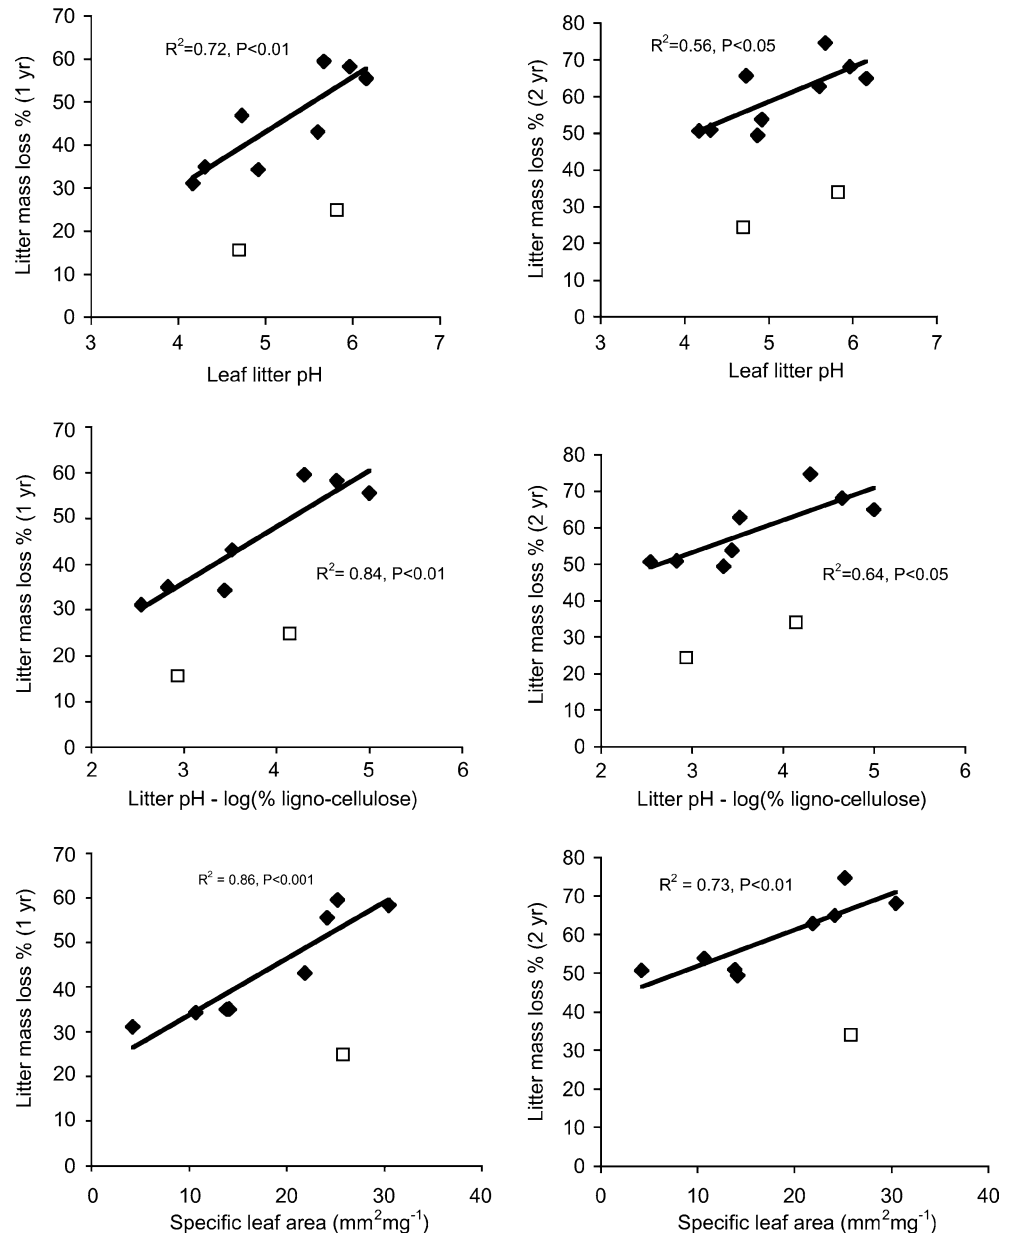 R²=0.72, P<0.01
Litter mass loss % (1 yr)
70
60
50
40
30
20
10
0
3 4 5 6 7
Leaf litter pH
R²=0.56, P<0.05
Litter mass loss % (2 yr)
80
70
60
50
40
30
20
10
0
3 4 5 6 7
Leaf litter pH
R²= 0.84, P<0.01
Litter mass loss % (1 yr)
70
60
50
40
30
20
10
0
2 3 4 5 6
Litter pH - log(% ligno-cellulose)
R²=0.64, P<0.05
Litter mass loss % (2 yr)
80
70
60
50
40
30
20
10
0
2 3 4 5 6
Litter pH - log(% ligno-cellulose)
R² = 0.86, P<0.001
Litter mass loss % (1 yr)
70
60
50
40
30
20
10
0
0 10 20 30 40
Specific leaf area (mm²mg⁻¹)
R² = 0.73, P<0.01
Litter mass loss % (2 yr)
80
70
60
50
40
30
20
10
0
0 10 20 30 40
Specific leaf area (mm²mg⁻¹)